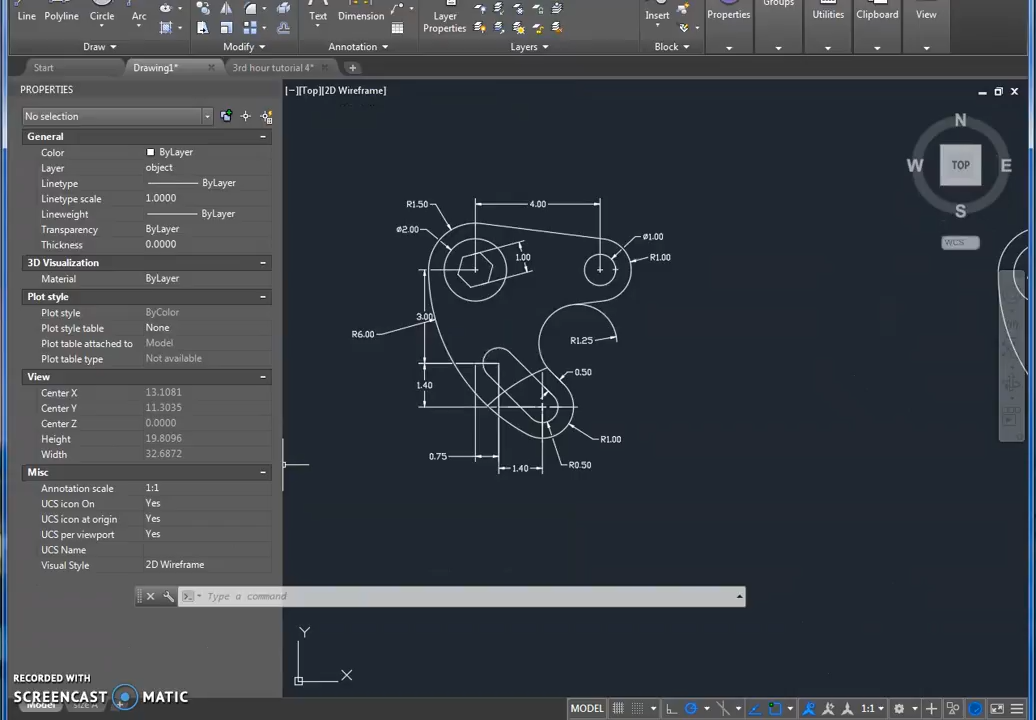 Line Polyline Circle Arc
Text Dimension
Layer
Properties
Insert
Properties
Groups
Utilities
Clipboard
View
Draw
Modify
Annotation
Layers
Block
Start
Drawing1*
3rd hour tutorial 4*
PROPERTIES
[−][Top][2D Wireframe]
No selection
General
Color ByLayer
Layer object
Linetype ByLayer
Linetype scale 1.0000
Lineweight ByLayer
Transparency ByLayer
Thickness 0.0000
3D Visualization
Material ByLayer
Plot style
Plot style ByColor
Plot style table None
Plot table attached to Model
Plot table type Not available
View
Center X 13.1081
Center Y 11.3035
Center Z 0.0000
Height 19.8096
Width 32.6872
Misc
Annotation scale 1:1
UCS icon On Yes
UCS icon at origin Yes
UCS per viewport Yes
UCS Name
Visual Style 2D Wireframe
N
W TOP E
S
WCS
R1.50
4.00
Ø2.00
Ø1.00
1.00
R1.00
3.00
R6.00
R1.25
0.50
1.40
R1.00
0.75
1.40
R0.50
Type a command
Y
X
RECORDED WITH
SCREENCAST MATIC
Model
size A
MODEL
1:1